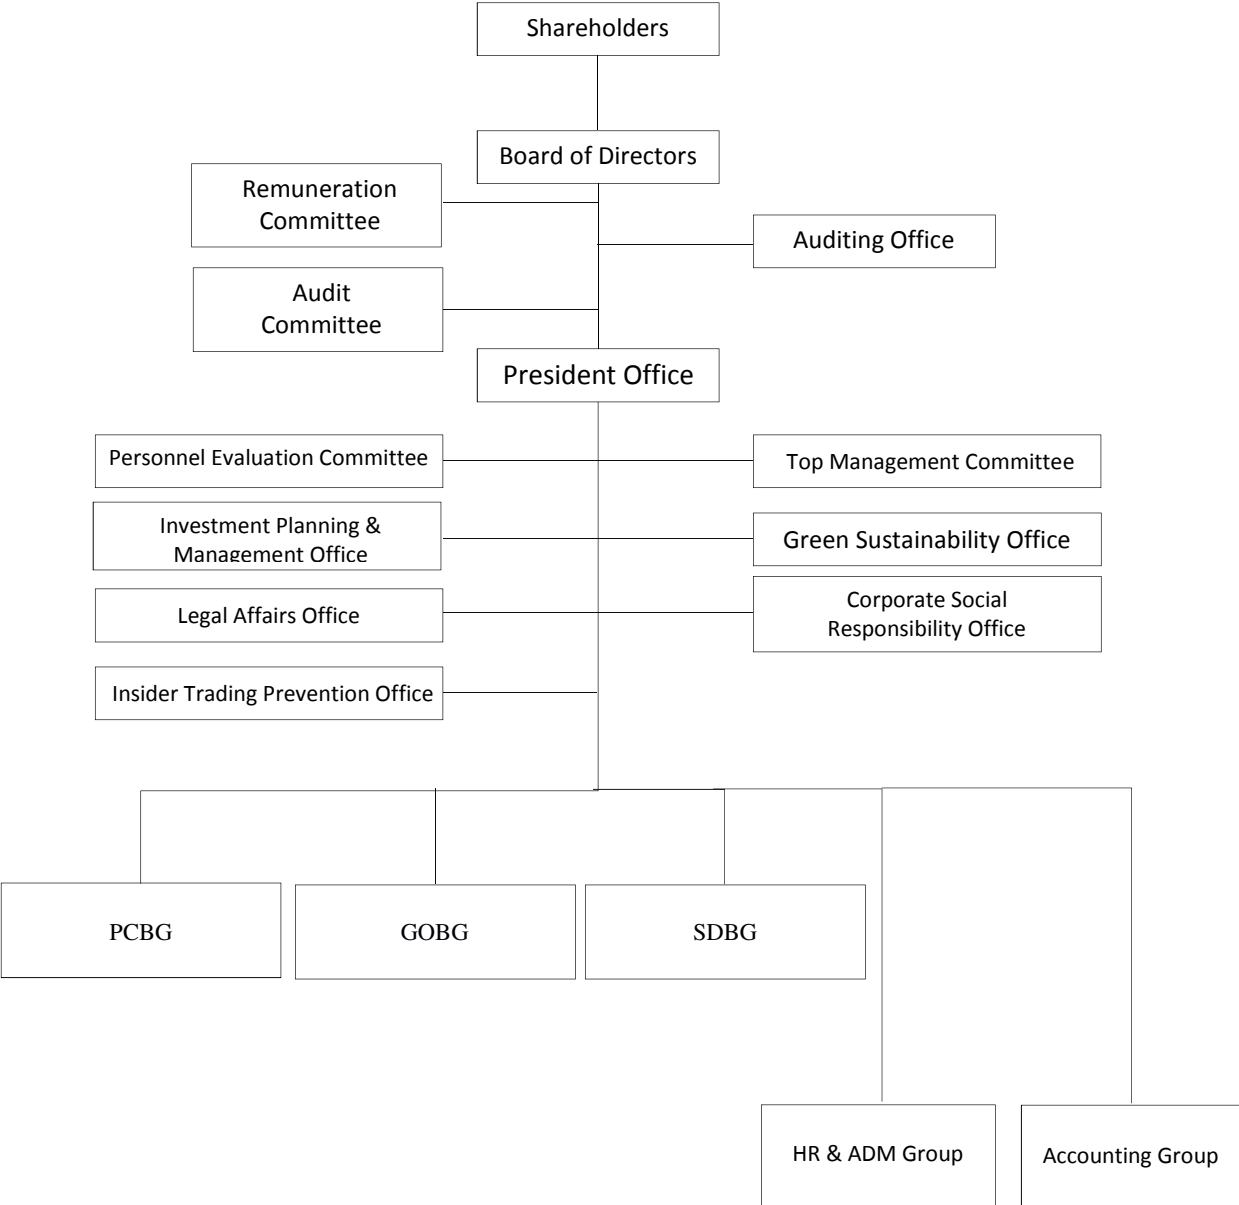 Shareholders
Board of Directors
Remuneration
Committee
Auditing Office
Audit
Committee
President Office
Personnel Evaluation Committee
Top Management Committee
Investment Planning &
Management Office
Green Sustainability Office
Legal Affairs Office
Corporate Social
Responsibility Office
Insider Trading Prevention Office
PCBG
GOBG
SDBG
HR & ADM Group
Accounting Group